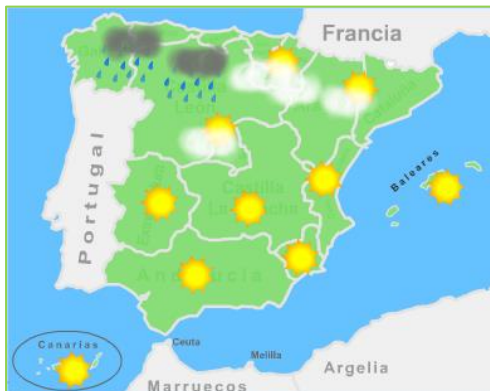 Francia
León
Cataluña
Portugal
Baleares
Castilla
La Mancha
Andalucía
Canarias
Ceuta
Melilla
Argelia
Marruecos